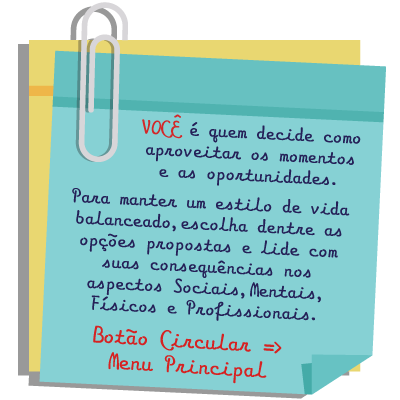 VOCÊ é quem decide como
aproveitar os momentos
e as oportunidades.
Para manter um estilo de vida
balanceado, escolha dentre as
opções propostas e lide com
suas consequências nos
aspectos Sociais, Mentais,
Físicos e Profissionais.
Botão Circular =>
Menu Principal